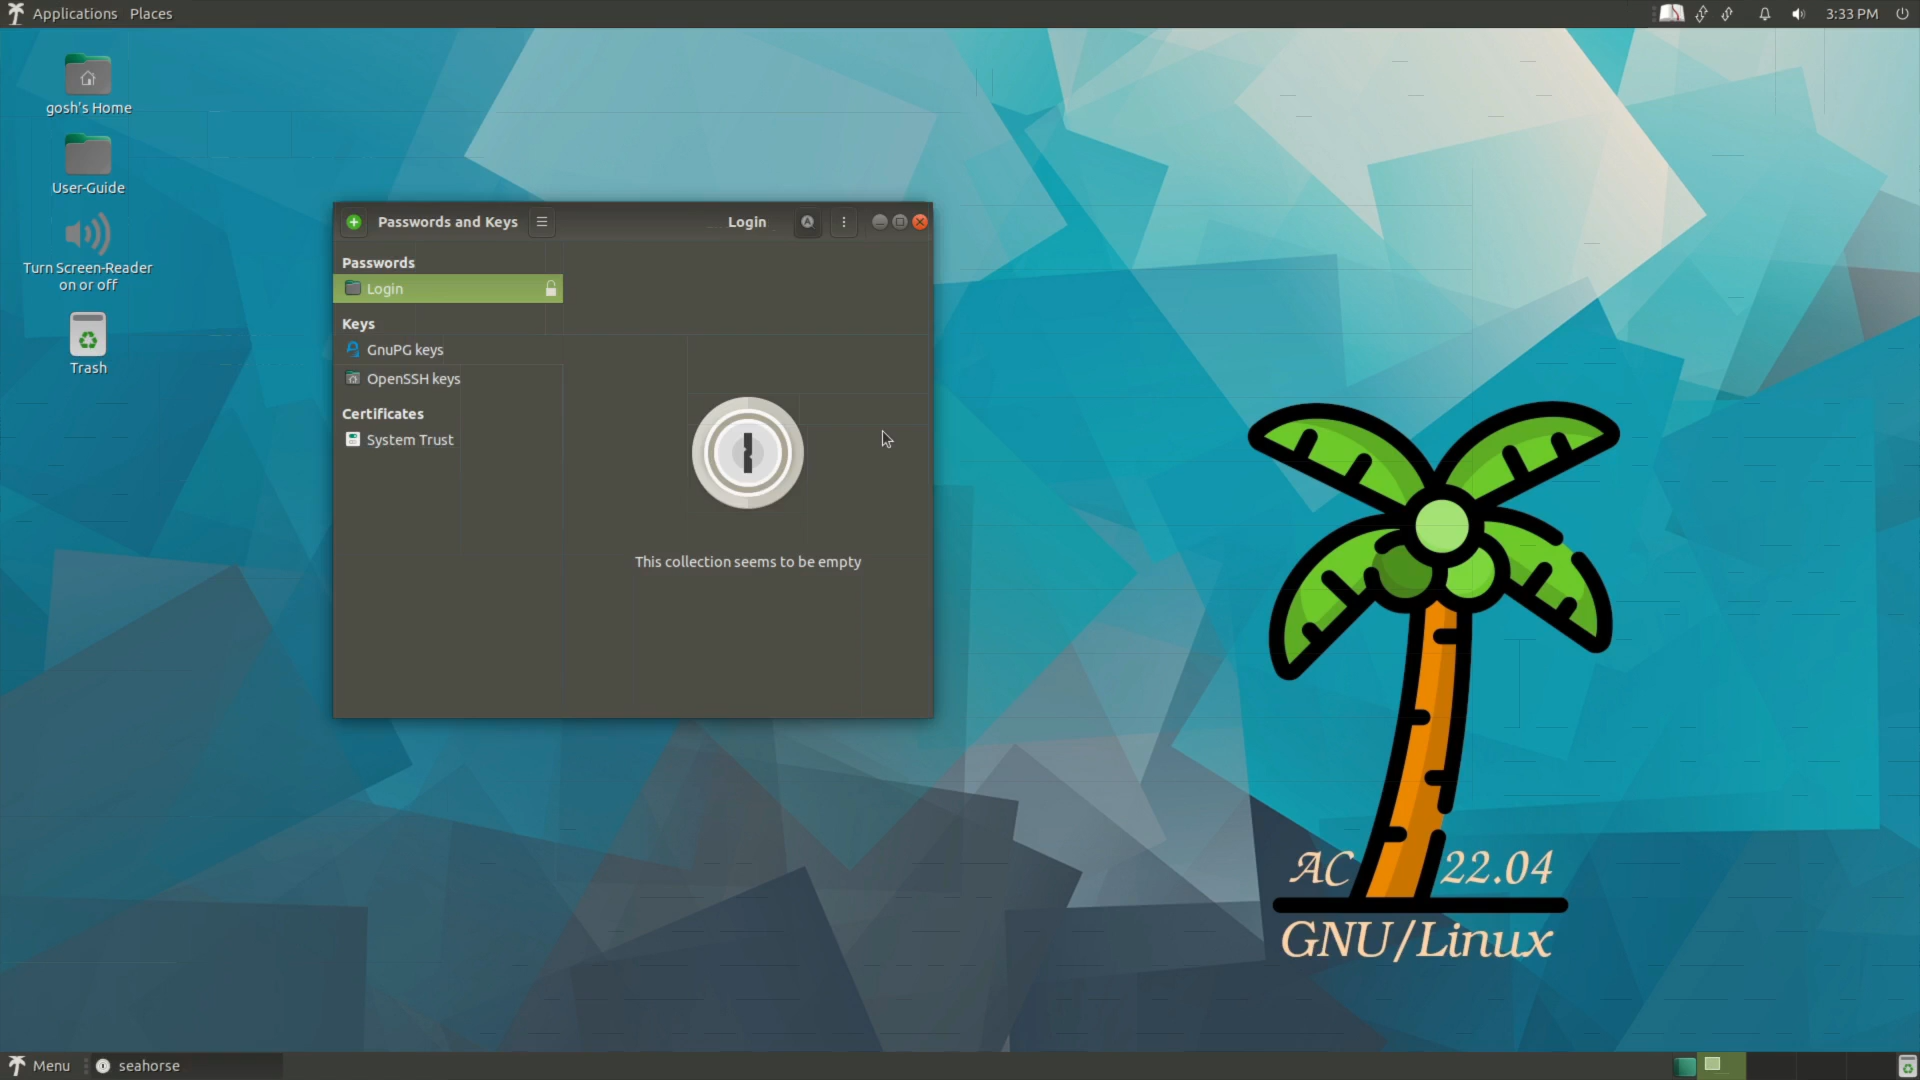 Applications Places
3:33 PM
gosh's Home
User-Guide
Turn Screen-Reader
on or off
Trash
Passwords and Keys
Login
Passwords
Login
Keys
GnuPG keys
OpenSSH keys
Certificates
System Trust
This collection seems to be empty
AC 22.04
GNU/Linux
Menu
seahorse